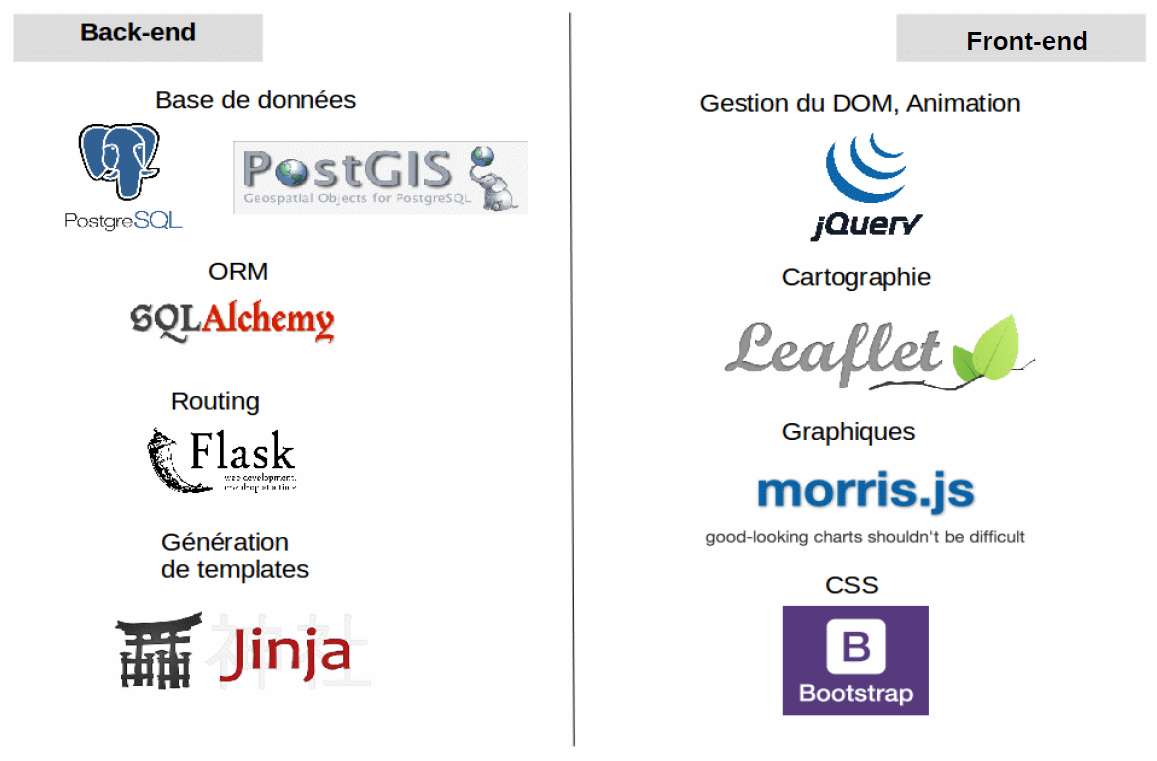 Back-end
Base de données
PostgreSQL
PostGIS
Geospatial Objects for PostgreSQL
ORM
SQLAlchemy
Routing
Flask
web development,
one drop at a time
Génération
de templates
神社
Jinja
Front-end
Gestion du DOM, Animation
jQuery
Cartographie
Leaflet
Graphiques
morris.js
good-looking charts shouldn't be difficult
CSS
B
Bootstrap